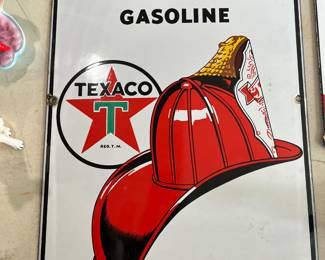 GASOLINE
TEXACO
T
REG. T. M.